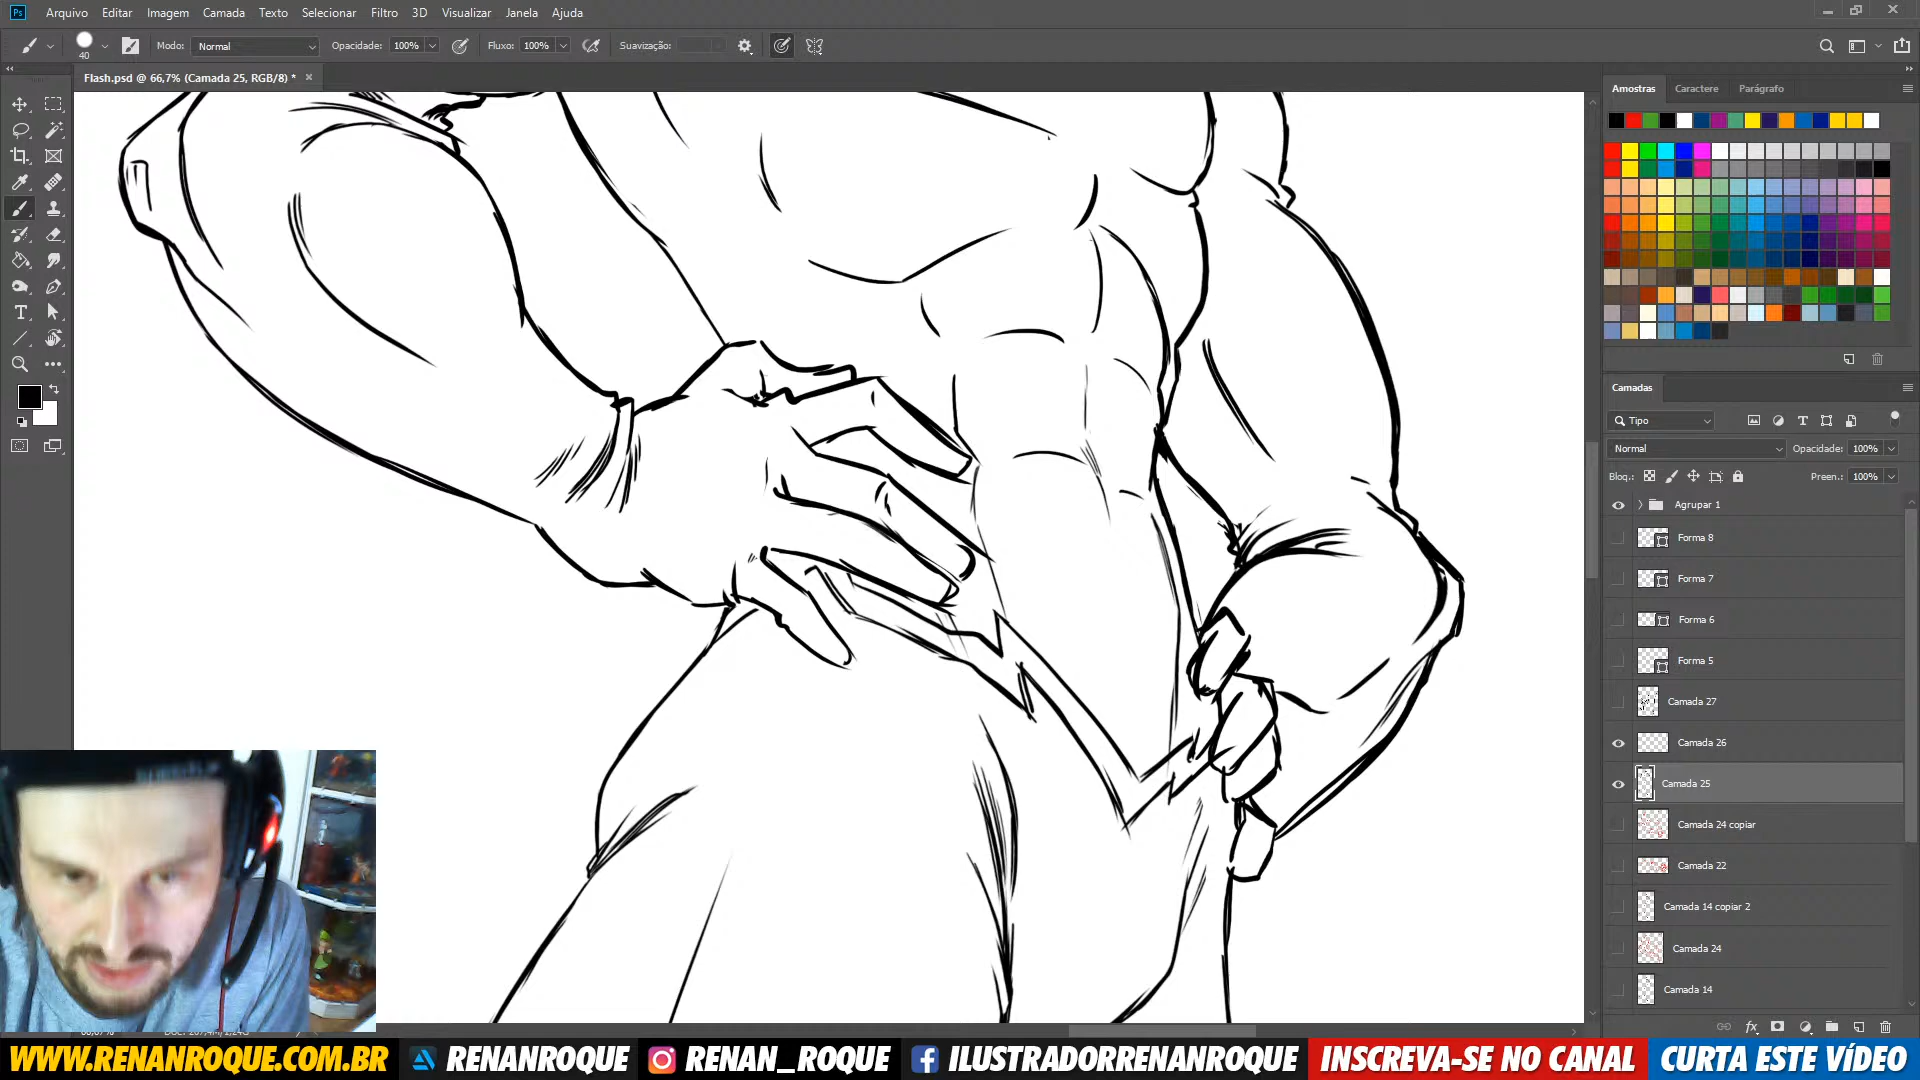 Ps Arquivo Editar Imagem Camada Texto Selecionar Filtro 3D Visualizar Janela Ajuda
40 Modo: Normal Opacidade: 100% Fluxo: 100% Suavização:
Flash.psd @ 66,7% (Camada 25, RGB/8) * ×
Amostras Caractere Parágrafo
Camadas
Tipo
Normal Opacidade: 100%
Bloq.: Preen.: 100%
Agrupar 1
Forma 8
Forma 7
Forma 6
Forma 5
Camada 27
Camada 26
Camada 25
Camada 24 copiar
Camada 22
Camada 14 copiar 2
Camada 24
Camada 14
WWW.RENANROQUE.COM.BR RENANROQUE RENAN_ROQUE ILUSTRADORRENANROQUE INSCREVA-SE NO CANAL CURTA ESTE VÍDEO